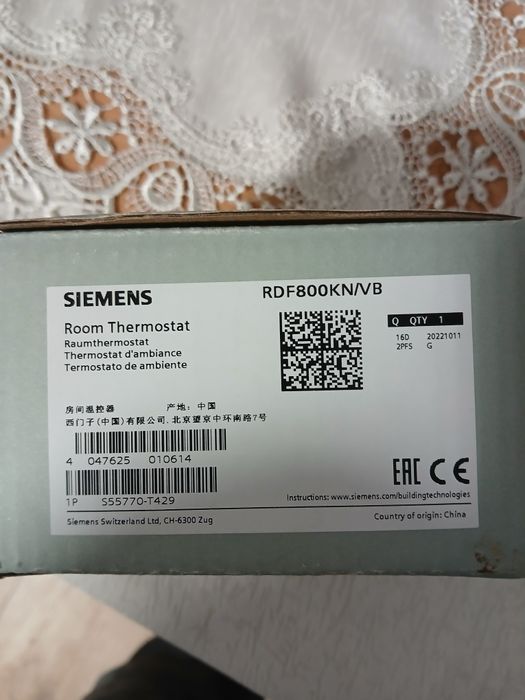 SIEMENS
RDF800KN/VB
Room Thermostat
Raumthermostat
Thermostat d'ambiance
Termostato de ambiente
Q QTY 1
16D 20221011
2PFS G
房间温控器 产地: 中国
西门子(中国)有限公司.北京望京中环南路7号
4 047625 010614
1P S55770-T429
EAC CE
Instructions: www.siemens.com/buildingtechnologies
Siemens Switzerland Ltd, CH-6300 Zug
Country of origin: China